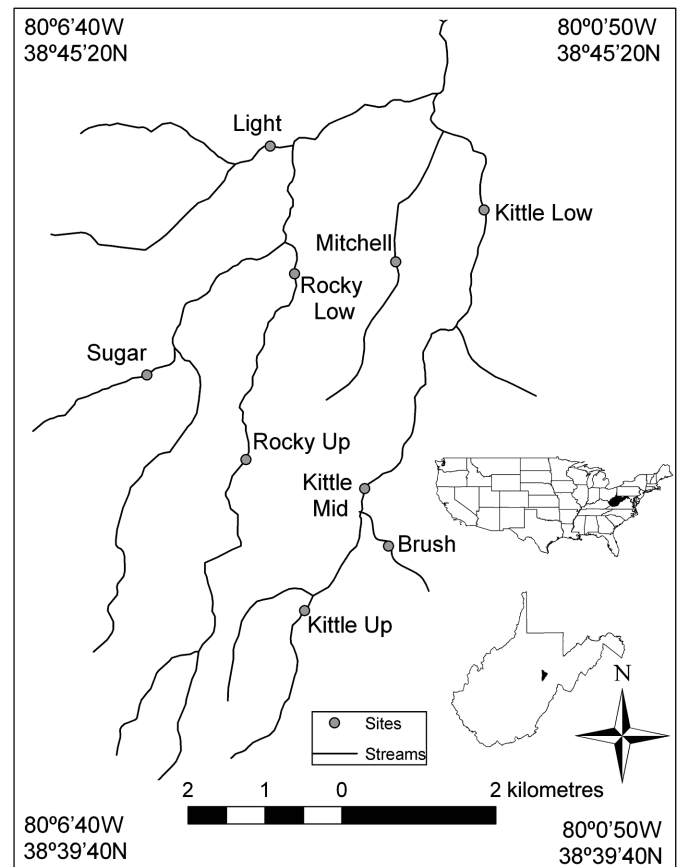 80º6'40W
38º45'20N
80º0'50W
38º45'20N
Light
Kittle Low
Mitchell
Rocky
Low
Sugar
Rocky Up
Kittle
Mid
Brush
Kittle Up
N
Sites
Streams
2 1 0 2 kilometres
80º6'40W
38º39'40N
80º0'50W
38º39'40N